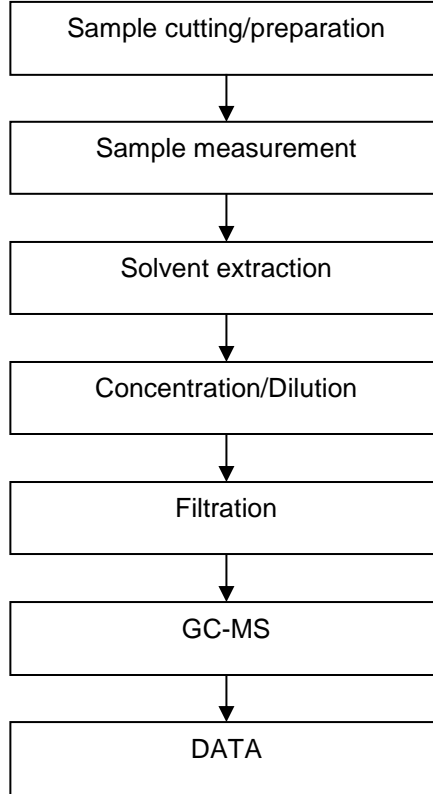 Sample cutting/preparation
Sample measurement
Solvent extraction
Concentration/Dilution
Filtration
GC-MS
DATA